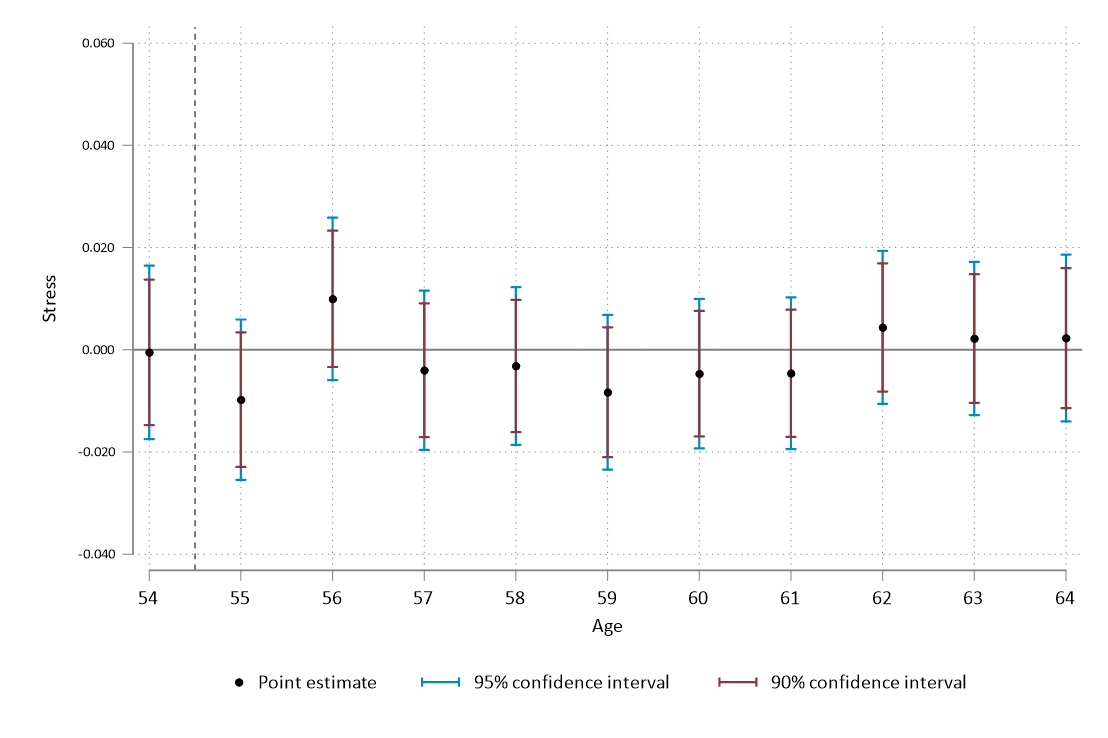 0.060
0.040
0.020
0.000
-0.020
-0.040
Stress
54 55 56 57 58 59 60 61 62 63 64
Age
Point estimate 95% confidence interval 90% confidence interval